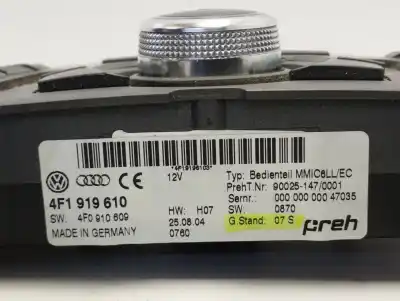 4F1919610S*
12V
Typ: Bedienteil MMIC6LL/EC
PrehT.Nr: 90025-147/0001
4F1 919 610
Sernr.: 000 000 000 47035
SW: 4F0 910 609
HW: H07
SW: 0870
25.08.04
G.Stand: 07 S
MADE IN GERMANY
0760
preh